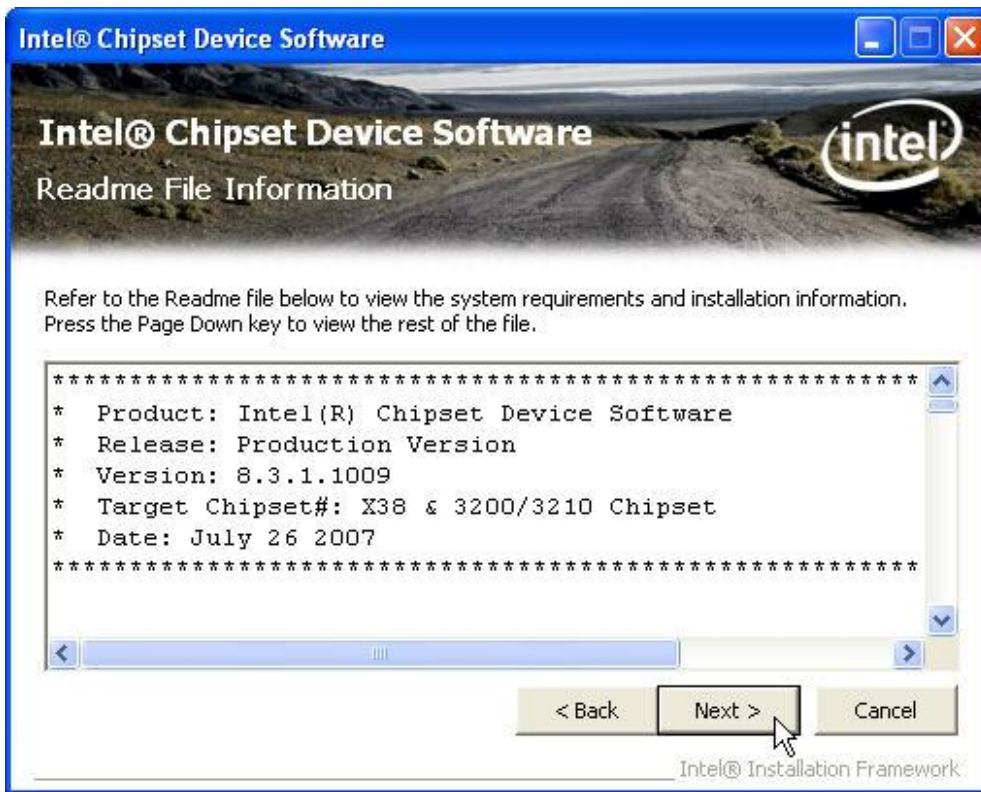 Intel® Chipset Device Software
Intel® Chipset Device Software
intel
Readme File Information
Refer to the Readme file below to view the system requirements and installation information.
Press the Page Down key to view the rest of the file.
********************************************************
* Product: Intel(R) Chipset Device Software
* Release: Production Version
* Version: 8.3.1.1009
* Target Chipset#: X38 & 3200/3210 Chipset
* Date: July 26 2007
********************************************************
< Back Next > Cancel
Intel® Installation Framework